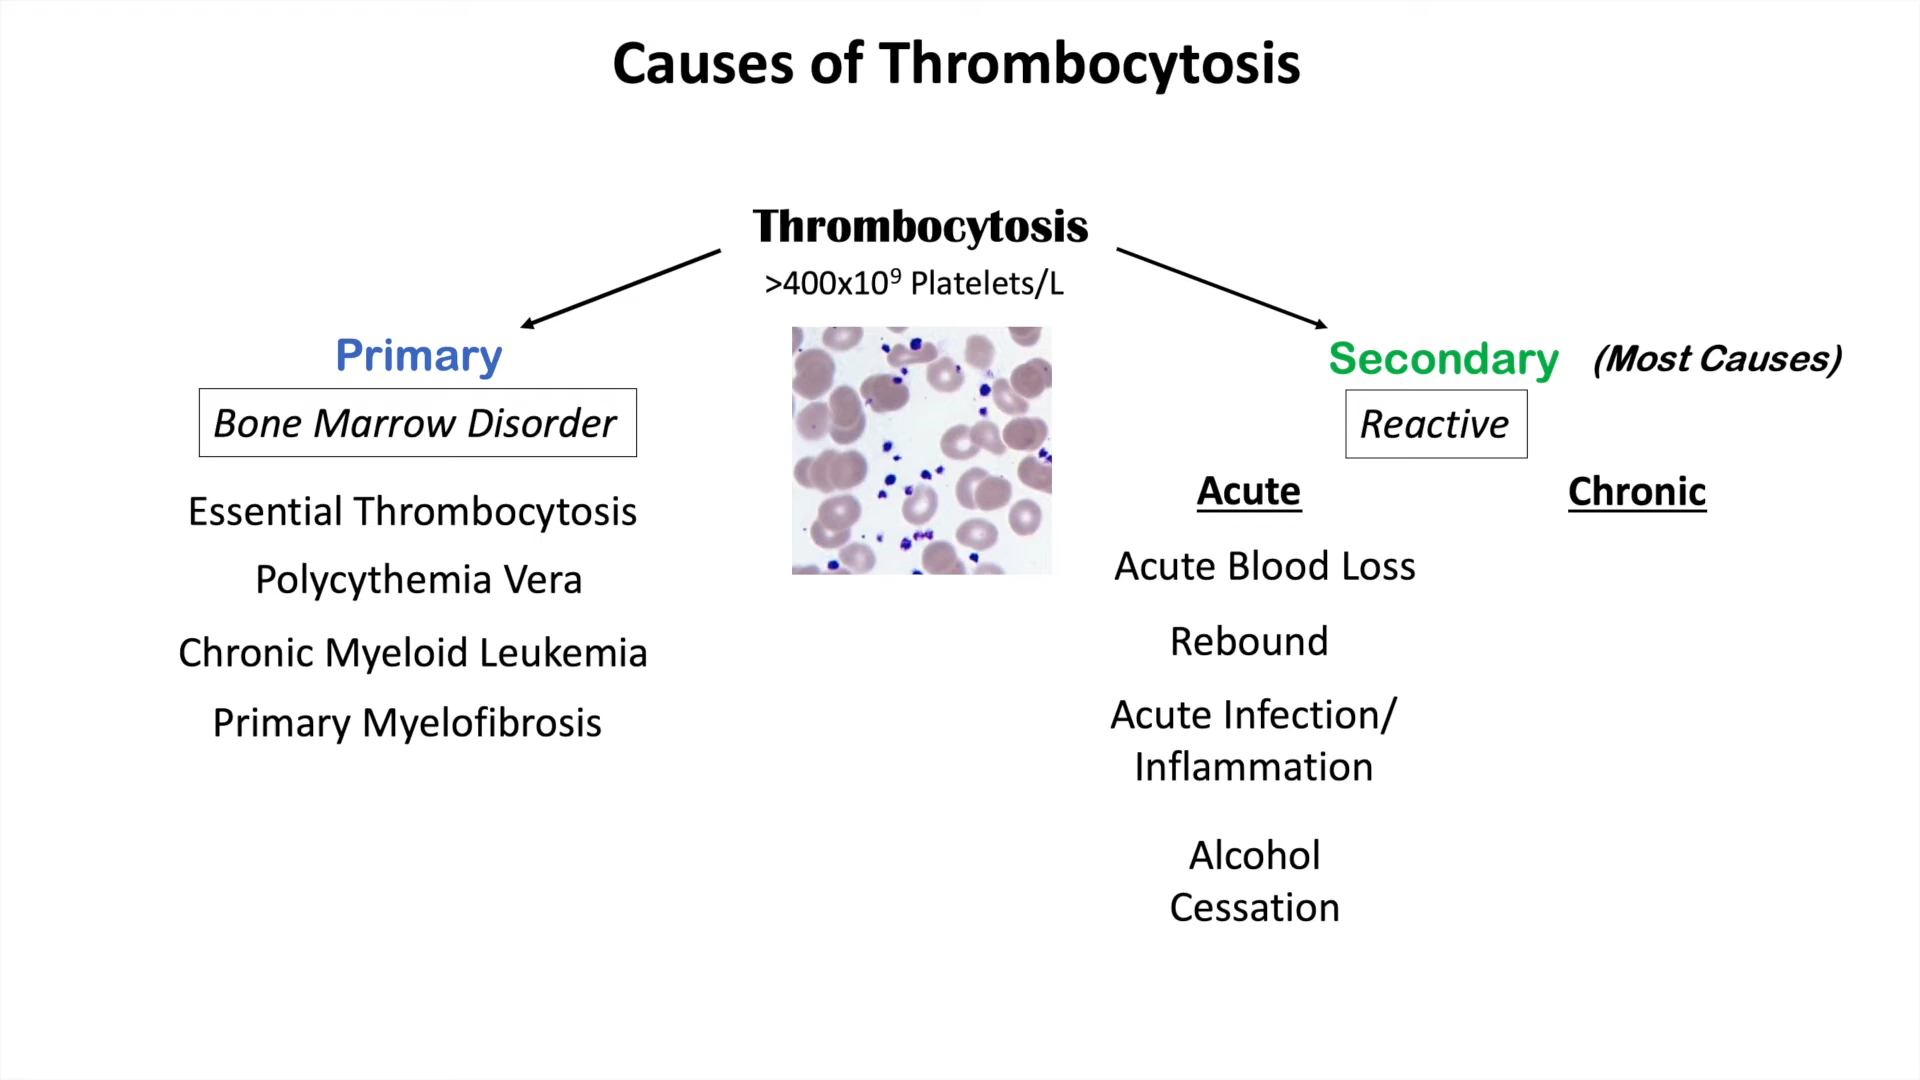 Causes of Thrombocytosis
Thrombocytosis
>400x10⁹ Platelets/L
Primary
Bone Marrow Disorder
Essential Thrombocytosis
Polycythemia Vera
Chronic Myeloid Leukemia
Primary Myelofibrosis
Secondary (Most Causes)
Reactive
Acute
Acute Blood Loss
Rebound
Acute Infection/
Inflammation
Alcohol
Cessation
Chronic